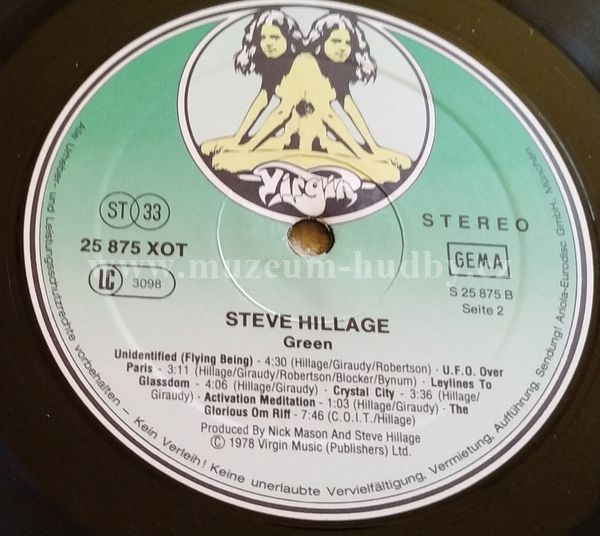 Virgin
ST 33
STEREO
25 875 XOT
GEMA
LC 3098
S 25 875 B
Seite 2
www.muzeum-hudby.cz
STEVE HILLAGE
Green
Unidentified (Flying Being) - 4:30 (Hillage/Giraudy/Robertson) · U.F.O. Over
Paris - 3:11 (Hillage/Giraudy/Robertson/Blocker/Bynum) · Leylines To
Glassdom - 4:06 (Hillage/Giraudy) · Crystal City - 3:36 (Hillage/
Giraudy) · Activation Meditation - 1:03 (Hillage/Giraudy) · The
Glorious Om Riff - 7:46 (C.O.I.T./Hillage)
Produced By Nick Mason And Steve Hillage
Ⓒ 1978 Virgin Music (Publishers) Ltd.
Alle Urheber- und Leistungsschutzrechte vorbehalten – Kein Verleih! Keine unerlaubte Vervielfältigung, Vermietung, Aufführung, Sendung! Ariola-Eurodisc GmbH, München